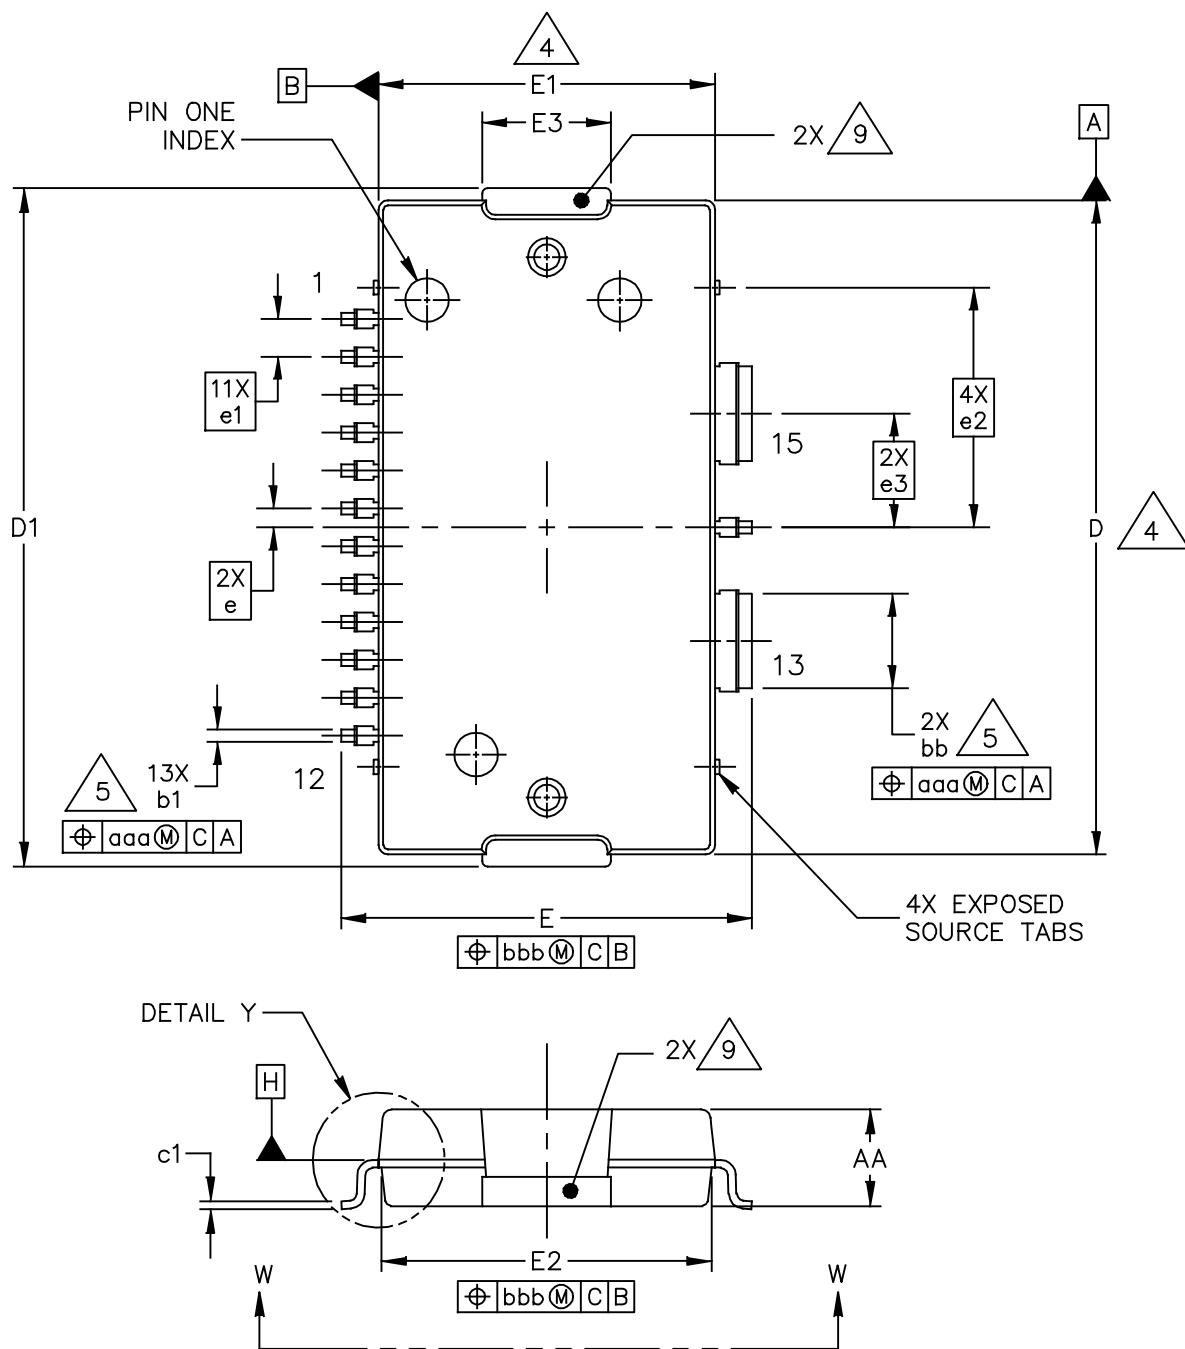 4
B
E1
PIN ONE
INDEX
E3
2X 9
A
1
11X
e1
4X
e2
15
2X
e3
D1
D 4
2X
e
13
2X
bb 5
5 13X
b1
12
⌖ aaa Ⓜ C A
⌖ aaa Ⓜ C A
E
4X EXPOSED
SOURCE TABS
⌖ bbb Ⓜ C B
DETAIL Y
2X 9
H
c1
AA
E2
W
W
⌖ bbb Ⓜ C B